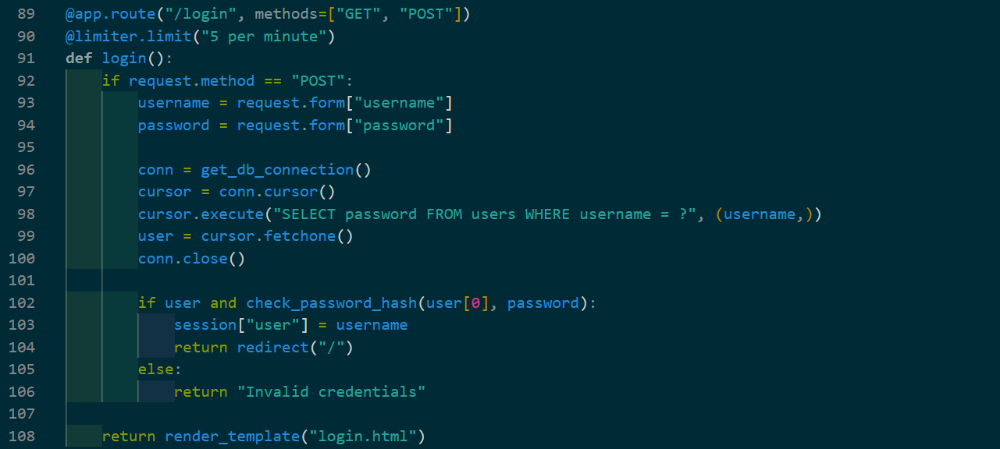 89 @app.route("/login", methods=["GET", "POST"])
90 @limiter.limit("5 per minute")
91 def login():
92     if request.method == "POST":
93         username = request.form["username"]
94         password = request.form["password"]
95
96         conn = get_db_connection()
97         cursor = conn.cursor()
98         cursor.execute("SELECT password FROM users WHERE username = ?", (username,))
99         user = cursor.fetchone()
100         conn.close()
101
102         if user and check_password_hash(user[0], password):
103             session["user"] = username
104             return redirect("/")
105         else:
106             return "Invalid credentials"
107
108     return render_template("login.html")